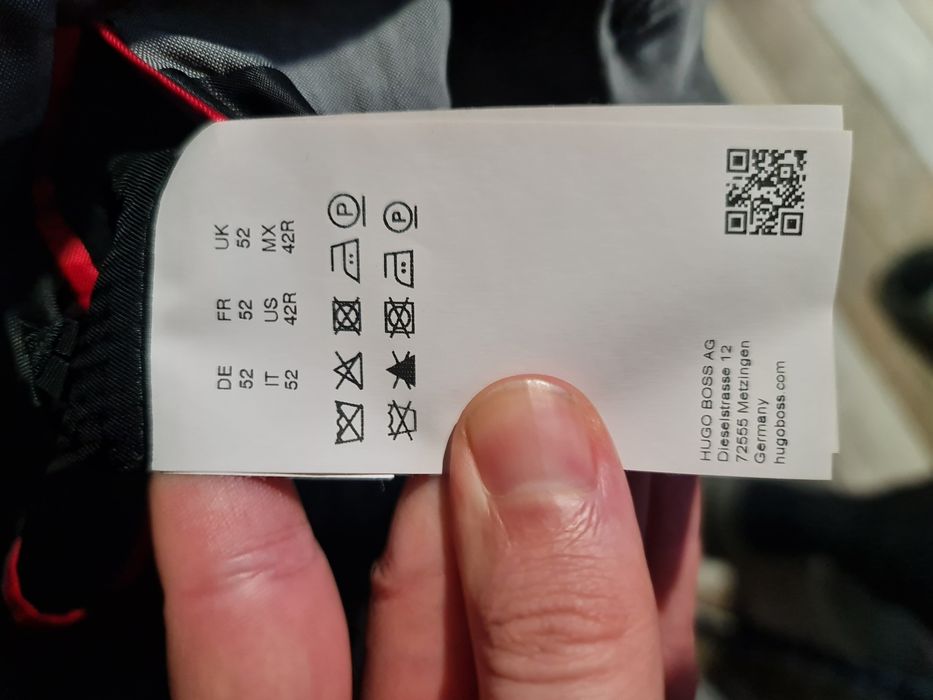 DE FR UK
52 52 52
IT US MX
52 42R 42R
P
P
HUGO BOSS AG
Dieselstrasse 12
72555 Metzingen
Germany
hugoboss.com